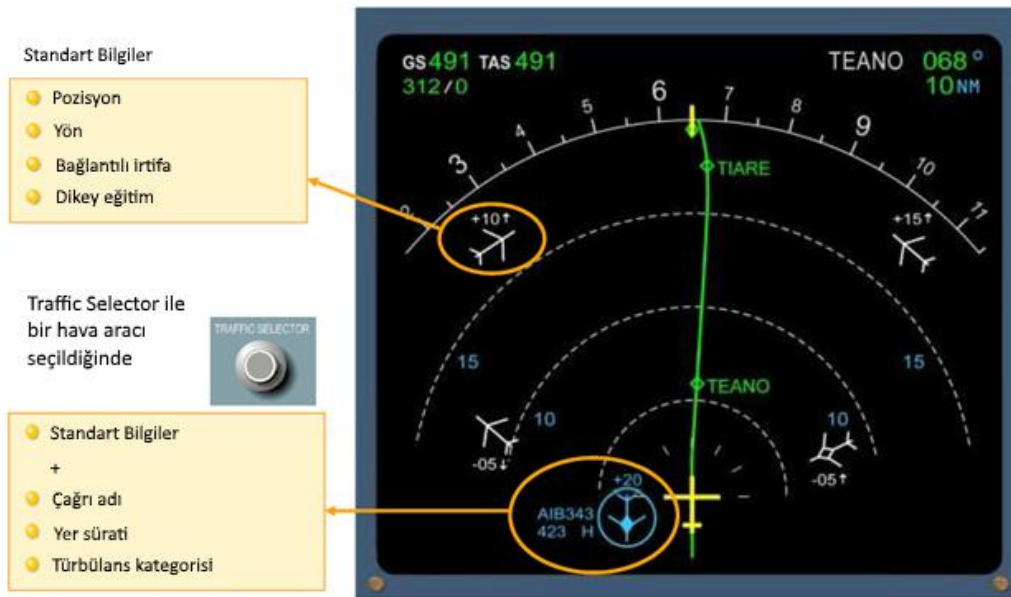 Standart Bilgiler
Pozisyon
Yön
Bağlantılı irtifa
Dikey eğitim
Traffic Selector ile
bir hava aracı
seçildiğinde
TRAFFIC SELECTOR
Standart Bilgiler
+
Çağrı adı
Yer sürati
Türbülans kategorisi
GS 491 TAS 491
312/0
TEANO 068°
10NM
3 4 5 6 7 8 9 10 11
TIARE
+10↑
+15↑
15
15
TEANO
10
10
-05↓
-05↑
+20
AIB343
423 H